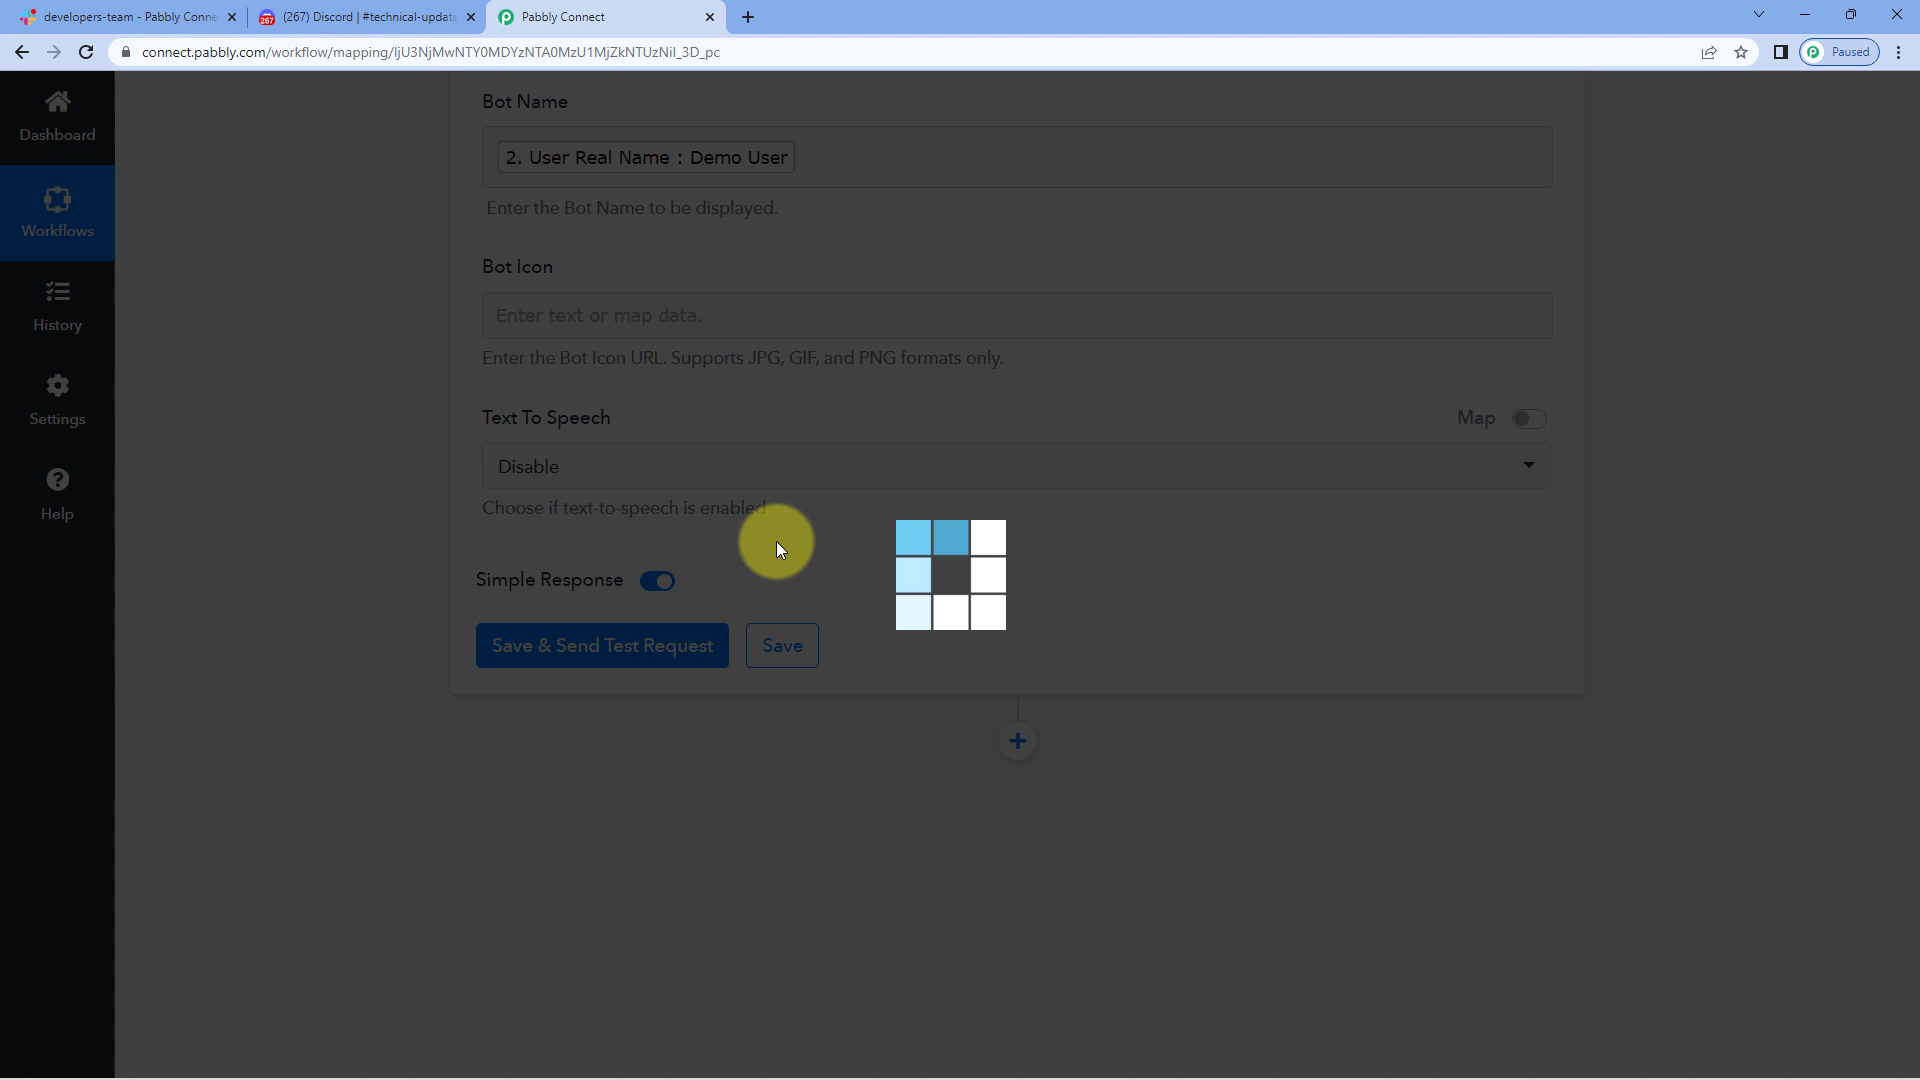 developers-team - Pabbly Conne
267
(267) Discord | #technical-update
Pabbly Connect
connect.pabbly.com/workflow/mapping/IjU3NjMwNTY0MDYzNTA0MzU1MjZkNTUzNiI_3D_pc
Paused
Dashboard
Workflows
History
Settings
Help
Bot Name
2. User Real Name : Demo User
Enter the Bot Name to be displayed.
Bot Icon
Enter text or map data.
Enter the Bot Icon URL. Supports JPG, GIF, and PNG formats only.
Text To Speech
Map
Disable
Choose if text-to-speech is enabled
Simple Response
Save & Send Test Request
Save